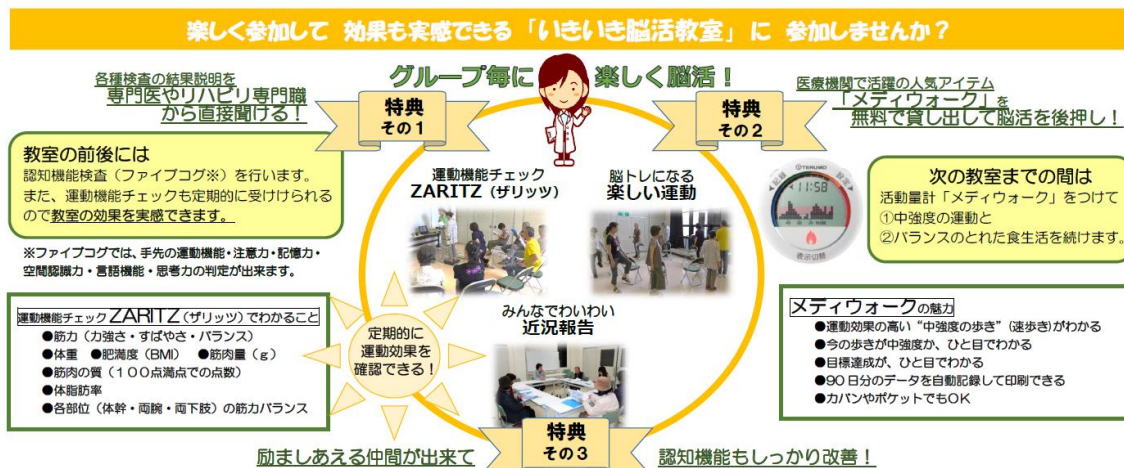 楽しく参加して 効果も実感できる「いきいき脳活教室」に 参加しませんか？
グループ毎に 楽しく脳活！
各種検査の結果説明を
専門医やリハビリ専門職
から直接聞ける！
特典
その１
特典
その２
医療機関で活躍の人気アイテム
「メディウォーク」を
無料で貸し出して脳活を後押し！
教室の前後には
認知機能検査（ファイブコグ※）を行います。
また、運動機能チェックも定期的に受けられる
ので教室の効果を実感できます。
※ファイブコグでは、手先の運動機能・注意力・記憶力・
空間認識力・言語機能・思考力の判定が出来ます。
運動機能チェック
ZARITZ（ザリッツ）
脳トレになる
楽しい運動
TERUMO
記録
設定
11:58
表示切替
次の教室までの間は
活動量計「メディウォーク」をつけて
①中強度の運動と
②バランスのとれた食生活を続けます。
運動機能チェックZARITZ（ザリッツ）でわかること
●筋力（力強さ・すばやさ・バランス）
●体重 ●肥満度（BMI） ●筋肉量（ｇ）
●筋肉の質（１００点満点での点数）
●体脂肪率
●各部位（体幹・両腕・両下肢）の筋力バランス
定期的に
運動効果を
確認できる！
みんなでわいわい
近況報告
メディウォークの魅力
●運動効果の高い“中強度の歩き”(速歩き)がわかる
●今の歩きが中強度か、ひと目でわかる
●目標達成が、ひと目でわかる
●90日分のデータを自動記録して印刷できる
●カバンやポケットでもOK
特典
その３
励ましあえる仲間が出来て 認知機能もしっかり改善！